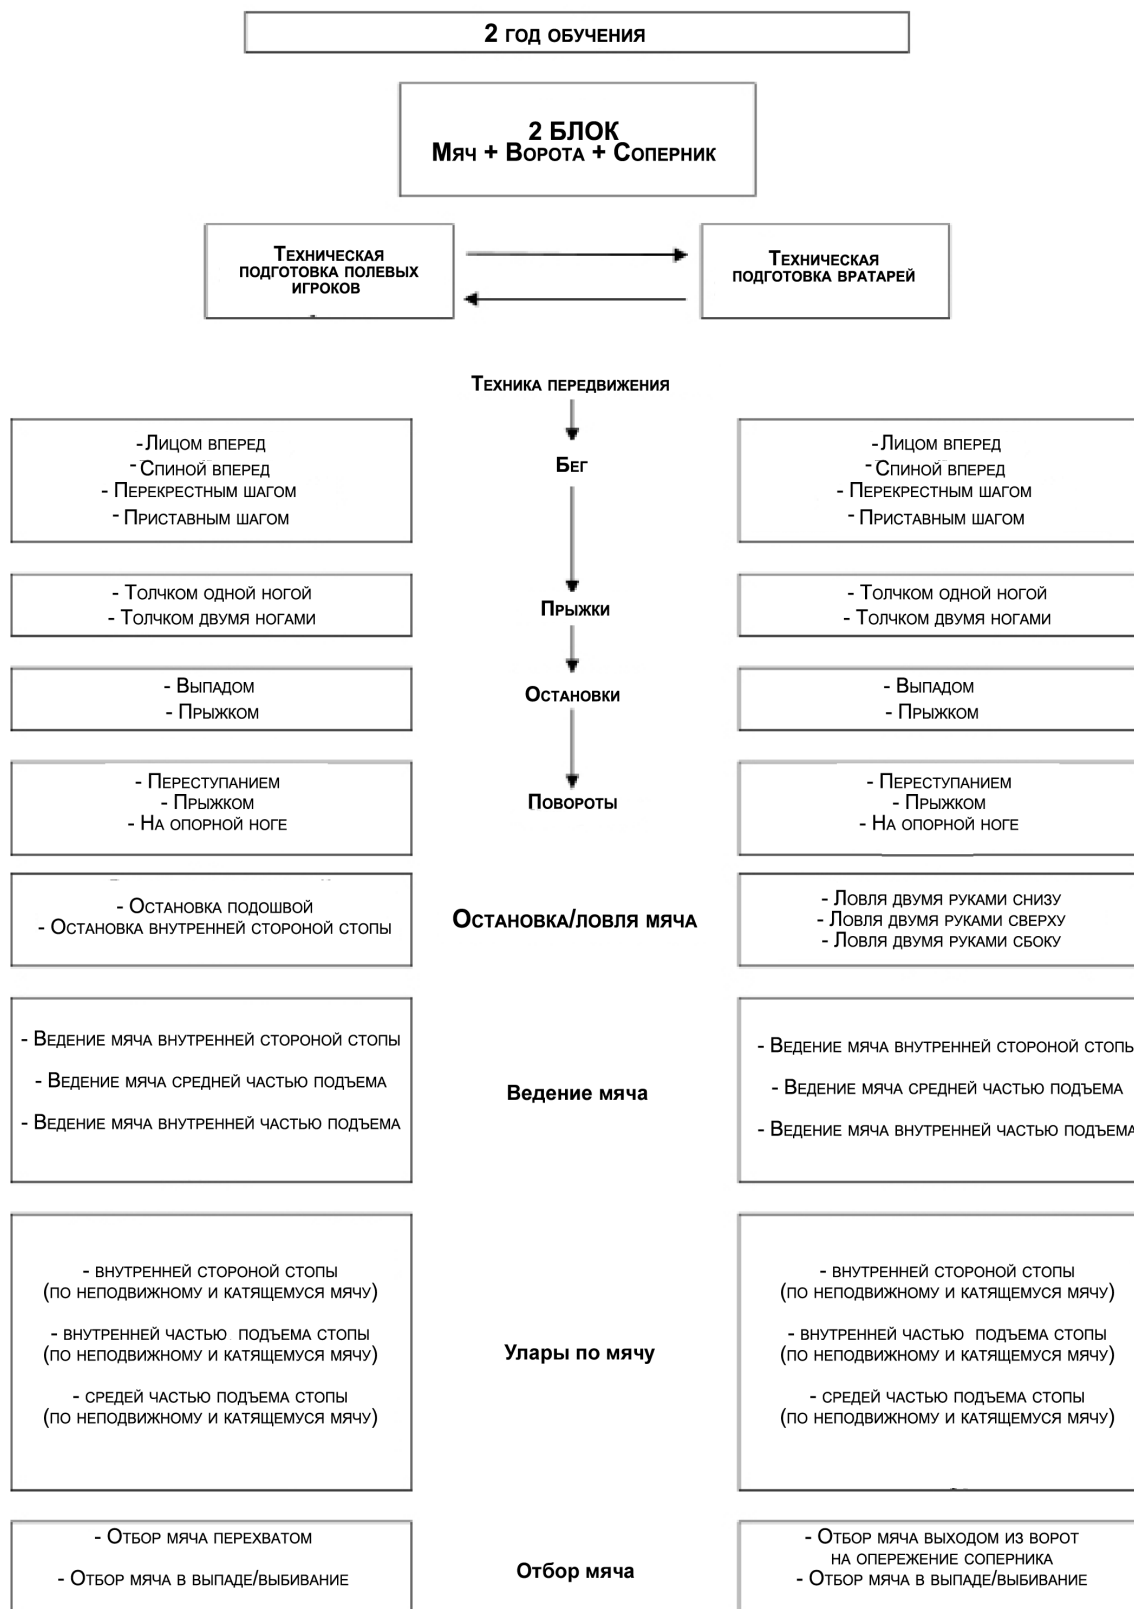 2 год обучения
2 БЛОК
Мяч + Ворота + Соперник
Техническая
подготовка полевых
игроков
Техническая
подготовка вратарей
Техника передвижения
-Лицом вперед
-Спиной вперед
- Перекрестным шагом
- Приставным шагом
Бег
-Лицом вперед
-Спиной вперед
- Перекрестным шагом
- Приставным шагом
- Толчком одной ногой
- Толчком двумя ногами
Прыжки
- Толчком одной ногой
- Толчком двумя ногами
- Выпадом
- Прыжком
Остановки
- Выпадом
- Прыжком
- Переступанием
- Прыжком
- На опорной ноге
Повороты
- Переступанием
- Прыжком
- На опорной ноге
- Остановка подошвой
- Остановка внутренней стороной стопы
Остановка/ловля мяча
- Ловля двумя руками снизу
- Ловля двумя руками сверху
- Ловля двумя руками сбоку
- Ведение мяча внутренней стороной стопы
- Ведение мяча средней частью подъема
- Ведение мяча внутренней частью подъема
Ведение мяча
- Ведение мяча внутренней стороной стопы
- Ведение мяча средней частью подъема
- Ведение мяча внутренней частью подъема
- внутренней стороной стопы
(по неподвижному и катящемуся мячу)
- внутренней частью подъема стопы
(по неподвижному и катящемуся мячу)
- средей частью подъема стопы
(по неподвижному и катящемуся мячу)
Улары по мячу
- внутренней стороной стопы
(по неподвижному и катящемуся мячу)
- внутренней частью подъема стопы
(по неподвижному и катящемуся мячу)
- средей частью подъема стопы
(по неподвижному и катящемуся мячу)
- Отбор мяча перехватом
- Отбор мяча в выпаде/выбивание
Отбор мяча
- Отбор мяча выходом из ворот
на опережение соперника
- Отбор мяча в выпаде/выбивание